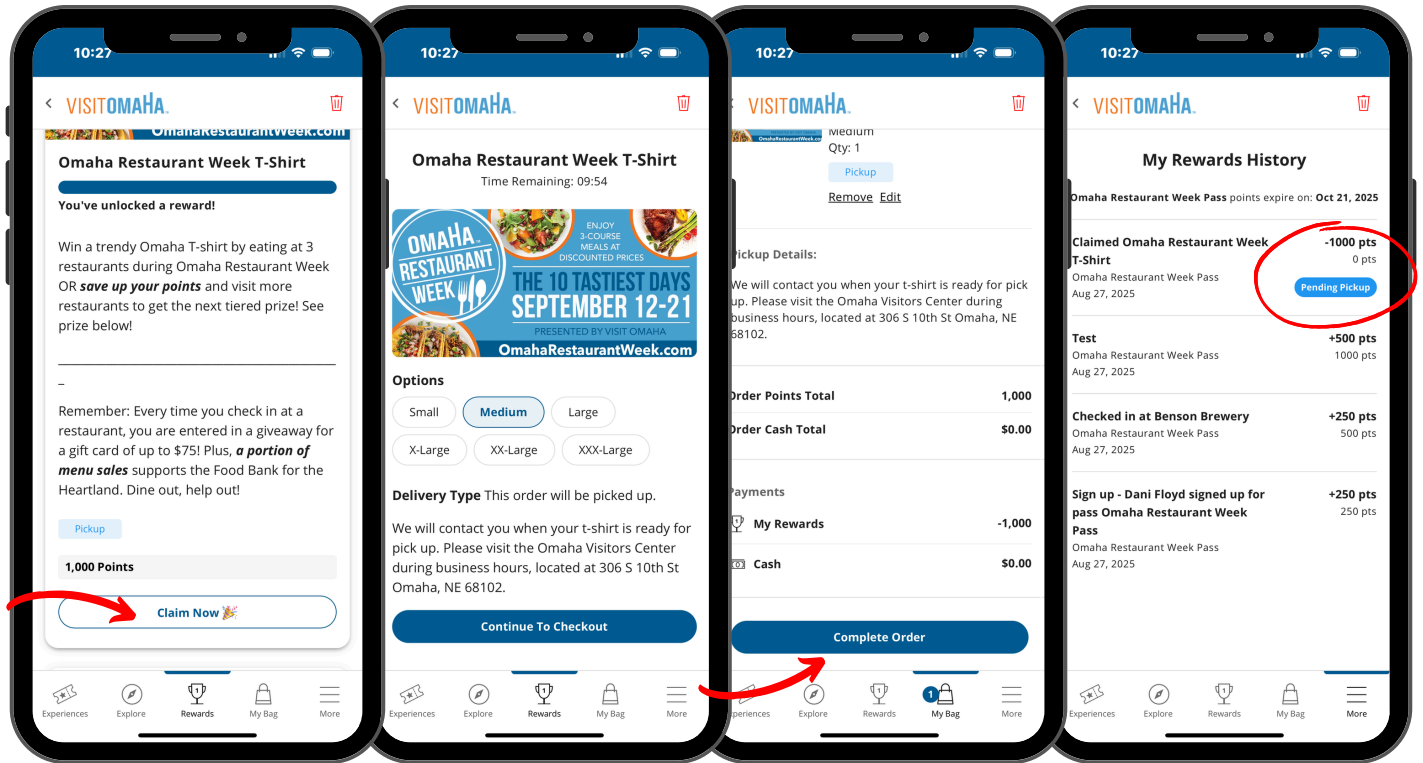 10:27
VISITOMAHA
OmahaRestaurantWeek.com
Omaha Restaurant Week T-Shirt
You've unlocked a reward!
Win a trendy Omaha T-shirt by eating at 3
restaurants during Omaha Restaurant Week
OR save up your points and visit more
restaurants to get the next tiered prize! See
prize below!
Remember: Every time you check in at a
restaurant, you are entered in a giveaway for
a gift card of up to $75! Plus, a portion of
menu sales supports the Food Bank for the
Heartland. Dine out, help out!
Pickup
1,000 Points
Claim Now 🎉
1
Experiences Explore Rewards My Bag More
10:27
VISITOMAHA
Omaha Restaurant Week T-Shirt
Time Remaining: 09:54
OMAHA
RESTAURANT
WEEK
ENJOY
3-COURSE
MEALS AT
DISCOUNTED PRICES
THE 10 TASTIEST DAYS
SEPTEMBER 12-21
PRESENTED BY VISIT OMAHA
OmahaRestaurantWeek.com
Options
Small Medium Large
X-Large XX-Large XXX-Large
Delivery Type This order will be picked up.
We will contact you when your t-shirt is ready for
pick up. Please visit the Omaha Visitors Center
during business hours, located at 306 S 10th St
Omaha, NE 68102.
Continue To Checkout
1
Experiences Explore Rewards My Bag More
10:27
VISITOMAHA
OmahaRestaurantWeek.com
Medium
Qty: 1
Pickup
Remove Edit
Pickup Details:
We will contact you when your t-shirt is ready for pick
up. Please visit the Omaha Visitors Center during
business hours, located at 306 S 10th St Omaha, NE
68102.
Order Points Total 1,000
Order Cash Total $0.00
Payments
1 My Rewards -1,000
Cash $0.00
Complete Order
1 1
Experiences Explore Rewards My Bag More
10:27
VISITOMAHA
My Rewards History
Omaha Restaurant Week Pass points expire on: Oct 21, 2025
Claimed Omaha Restaurant Week -1000 pts
T-Shirt 0 pts
Omaha Restaurant Week Pass
Pending Pickup
Aug 27, 2025
Test +500 pts
Omaha Restaurant Week Pass 1000 pts
Aug 27, 2025
Checked in at Benson Brewery +250 pts
Omaha Restaurant Week Pass 500 pts
Aug 27, 2025
Sign up - Dani Floyd signed up for +250 pts
pass Omaha Restaurant Week 250 pts
Pass
Omaha Restaurant Week Pass
Aug 27, 2025
1
Experiences Explore Rewards My Bag More